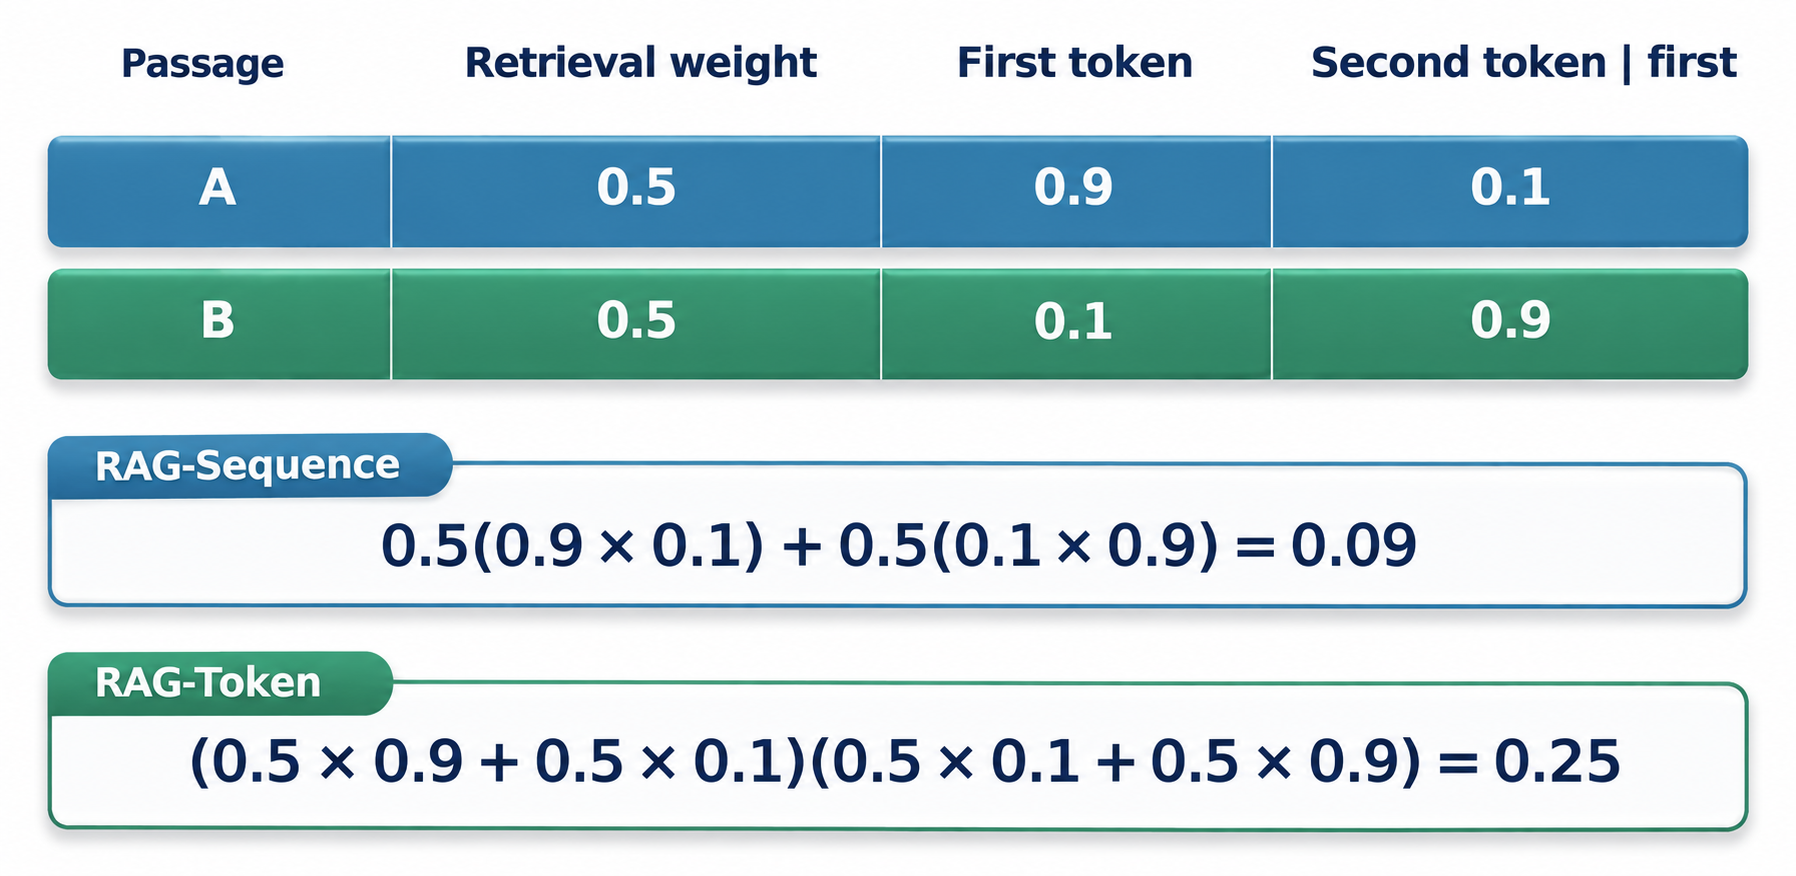 Passage Retrieval weight First token Second token | first
A 0.5 0.9 0.1
B 0.5 0.1 0.9
RAG-Sequence
0.5(0.9 × 0.1) + 0.5(0.1 × 0.9) = 0.09
RAG-Token
(0.5 × 0.9 + 0.5 × 0.1)(0.5 × 0.1 + 0.5 × 0.9) = 0.25